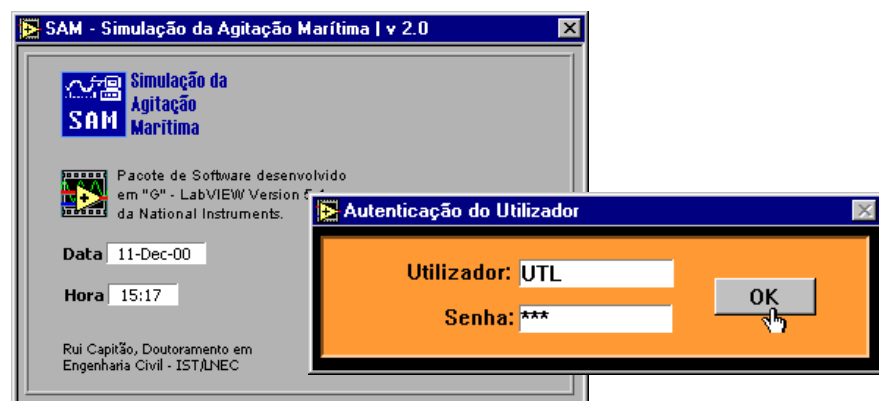 SAM - Simulação da Agitação Marítima | v 2.0
Simulação da
Agitação
Marítima
SAM
Pacote de Software desenvolvido
em "G" - LabVIEW Version
da National Instruments.
Data 11-Dec-00
Hora 15:17
Rui Capitão, Doutoramento em
Engenharia Civil - IST/LNEC
Autenticação do Utilizador
Utilizador: UTL
Senha: ***
OK